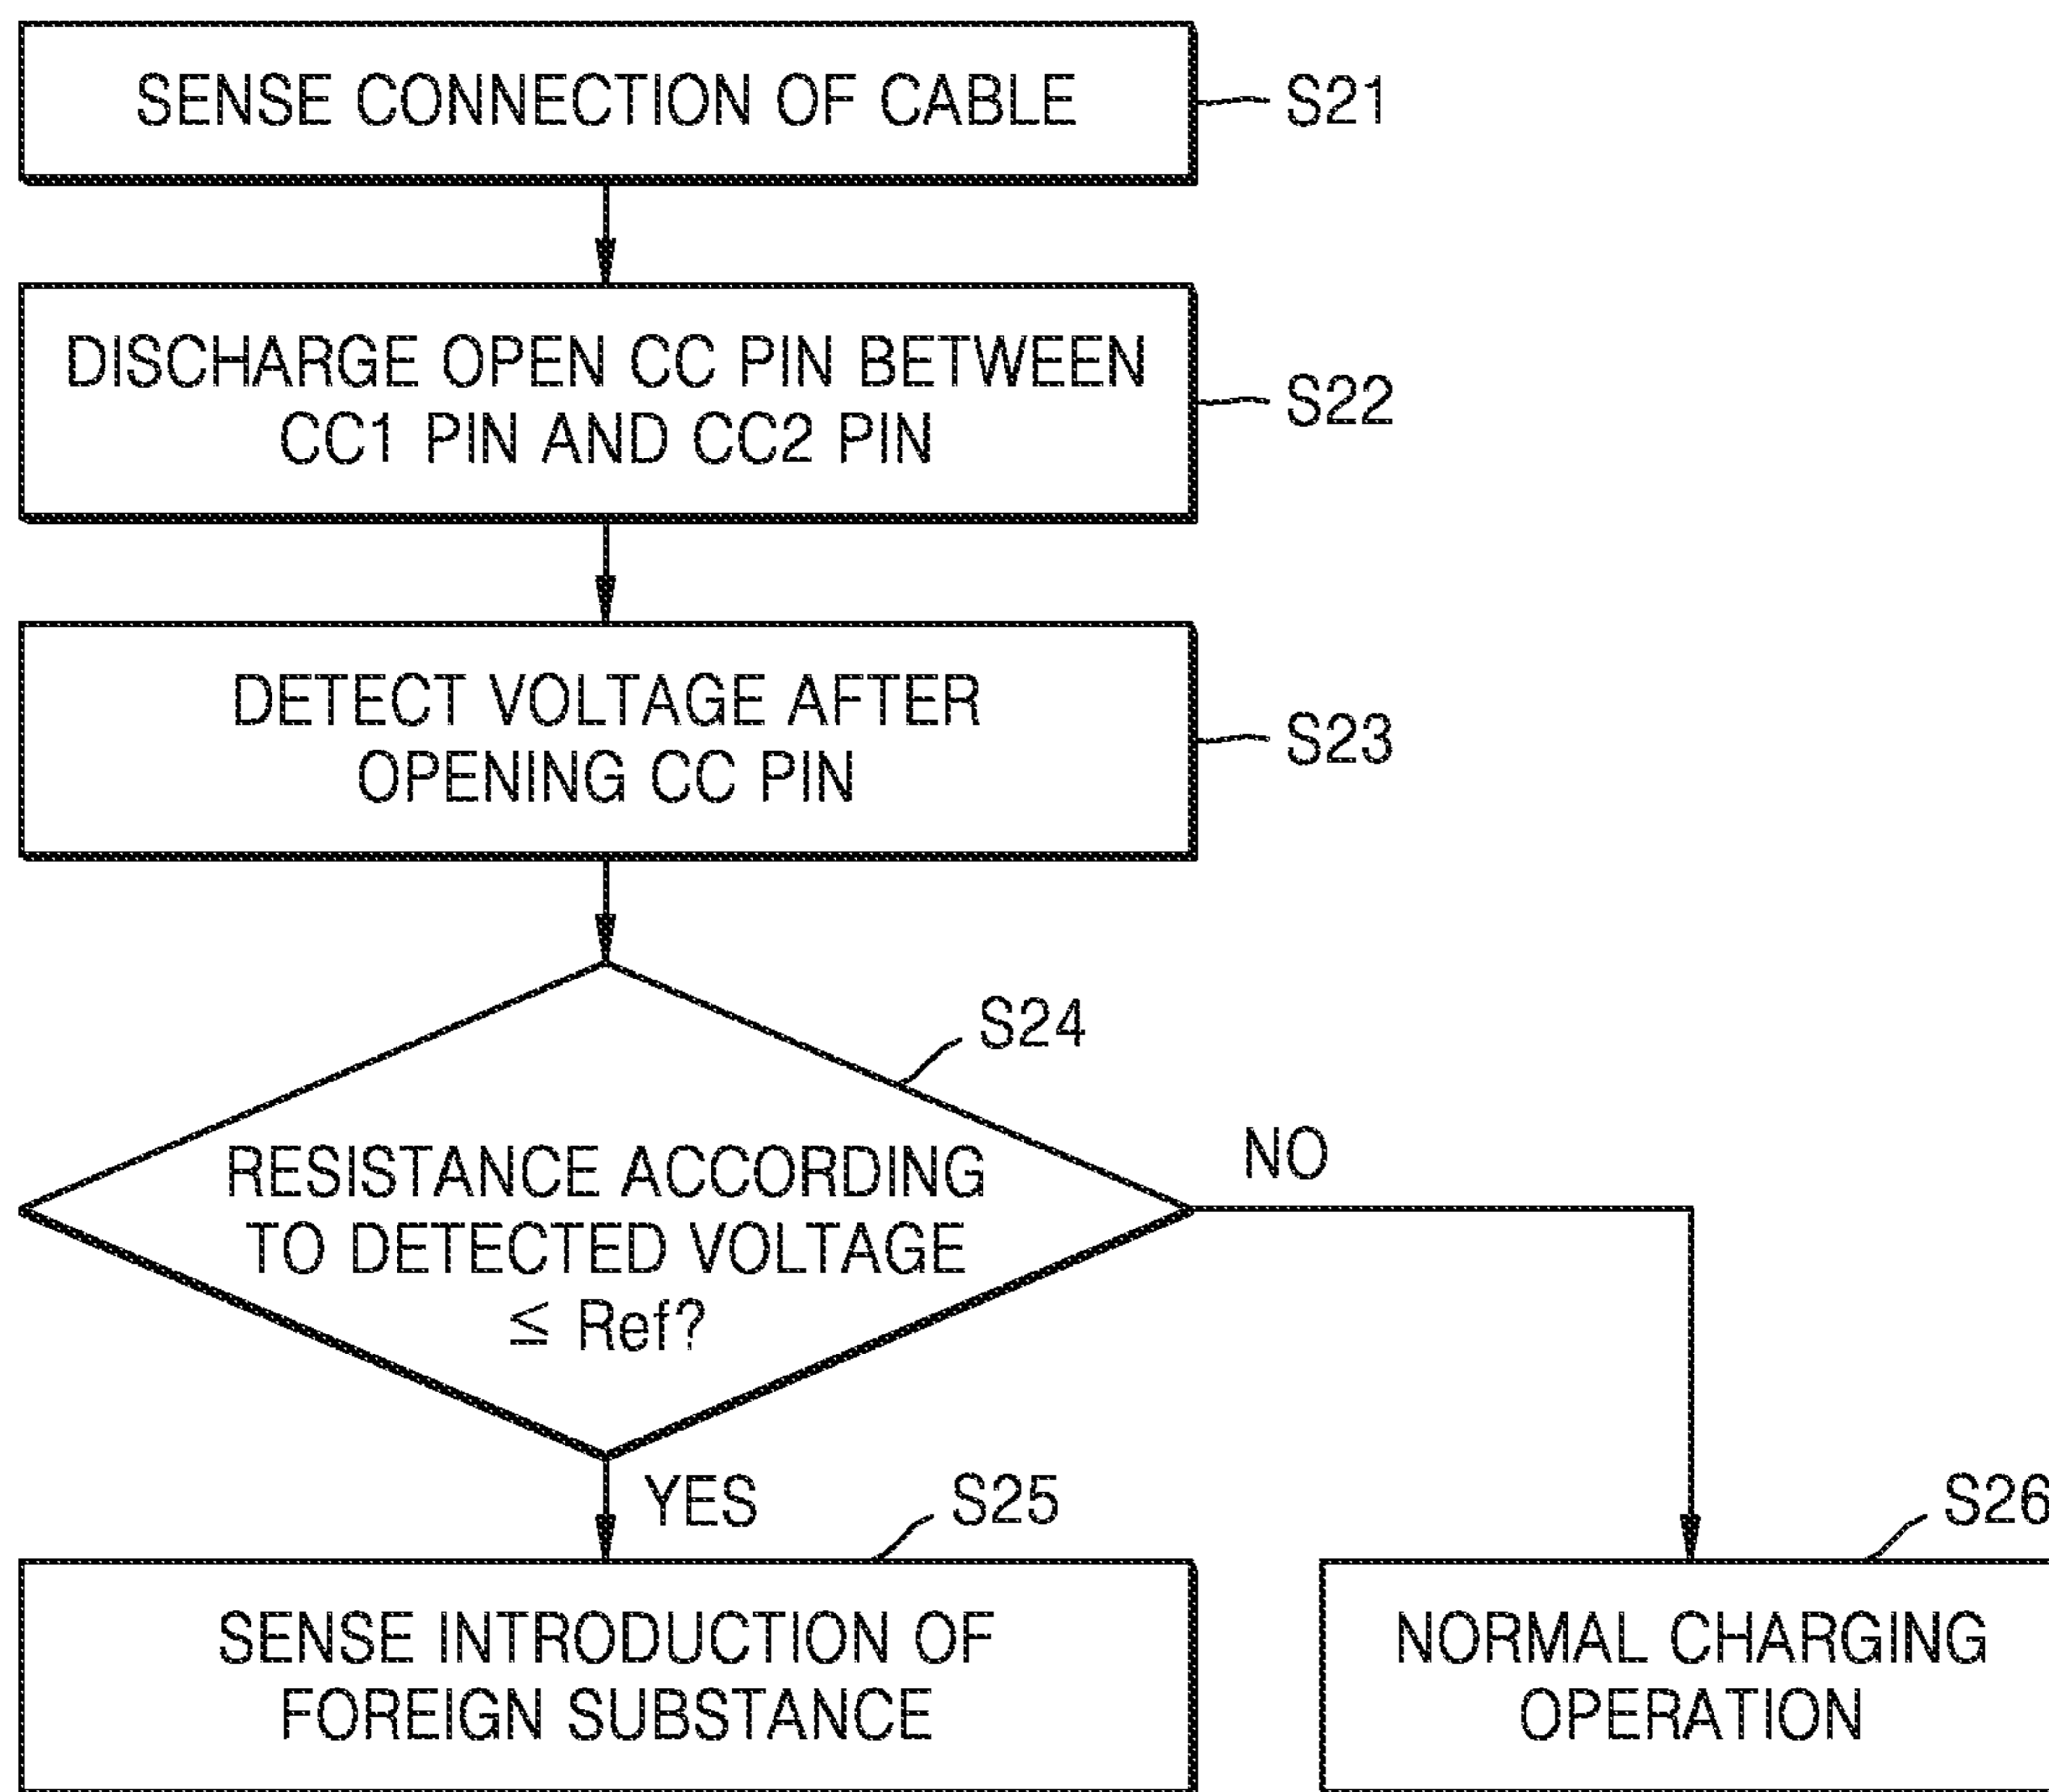 SENSE CONNECTION OF CABLE
S21
DISCHARGE OPEN CC PIN BETWEEN
CC1 PIN AND CC2 PIN
S22
DETECT VOLTAGE AFTER
OPENING CC PIN
S23
S24
RESISTANCE ACCORDING
TO DETECTED VOLTAGE
≤ Ref?
NO
YES
S25
SENSE INTRODUCTION OF
FOREIGN SUBSTANCE
S26
NORMAL CHARGING
OPERATION